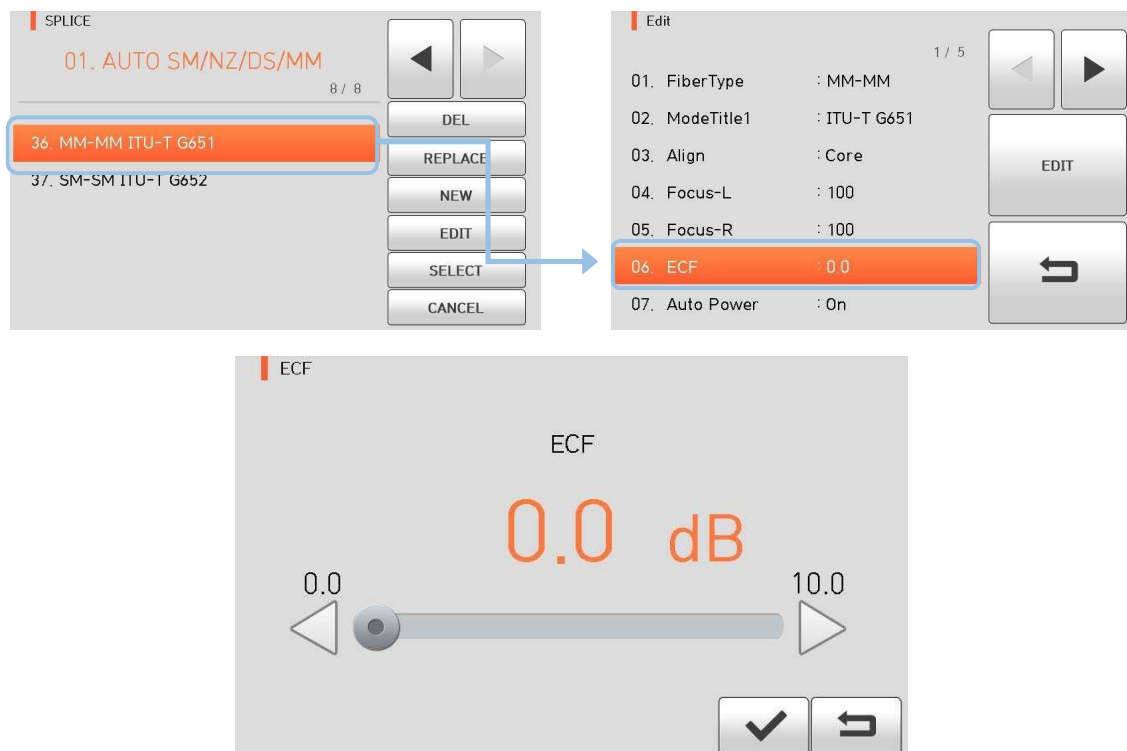 SPLICE
01. AUTO SM/NZ/DS/MM
8 / 8
36. MM-MM ITU-T G651
37. SM-SM ITU-T G652
DEL
REPLACE
NEW
EDIT
SELECT
CANCEL
Edit
1 / 5
01. FiberType : MM-MM
02. ModeTitle1 : ITU-T G651
03. Align : Core
04. Focus-L : 100
05. Focus-R : 100
06. ECF : 0.0
07. Auto Power : On
EDIT
ECF
ECF
0.0 dB
0.0
10.0